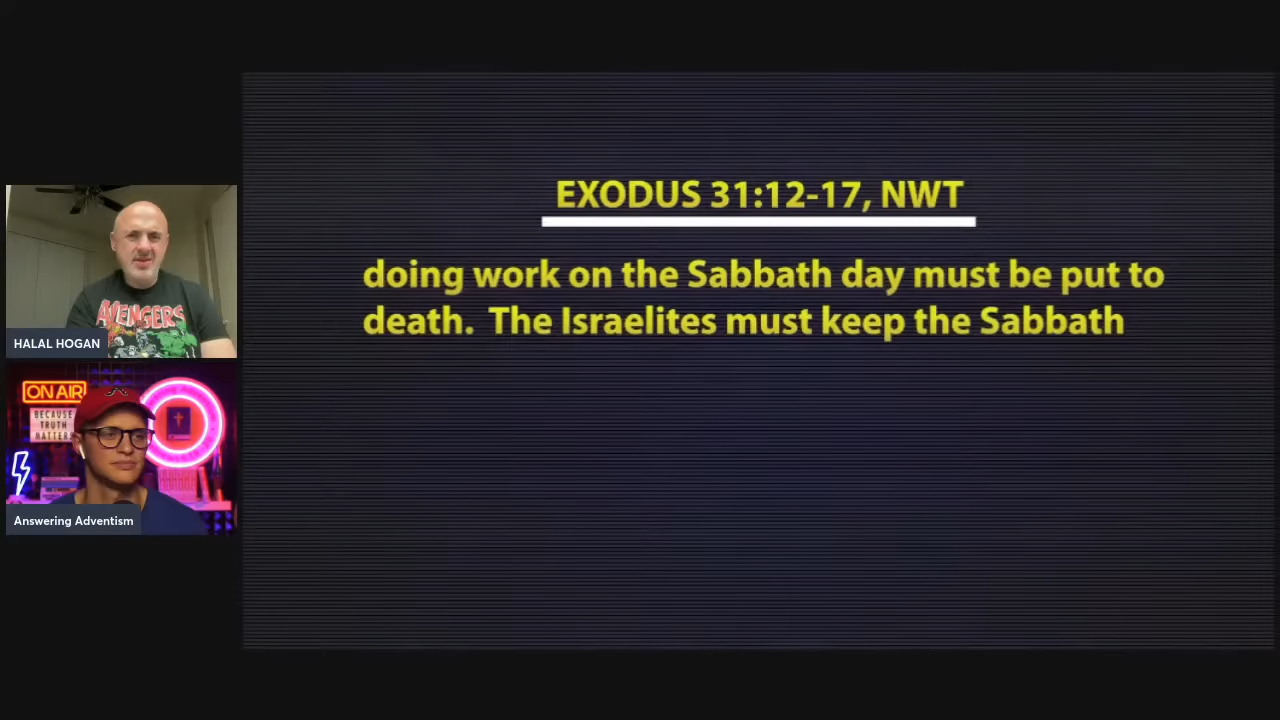 EXODUS 31:12-17, NWT
doing work on the Sabbath day must be put to
death. The Israelites must keep the Sabbath
AVENGERS
HALAL HOGAN
ON AIR
BECAUSE
TRUTH
MATTERS
Answering Adventism